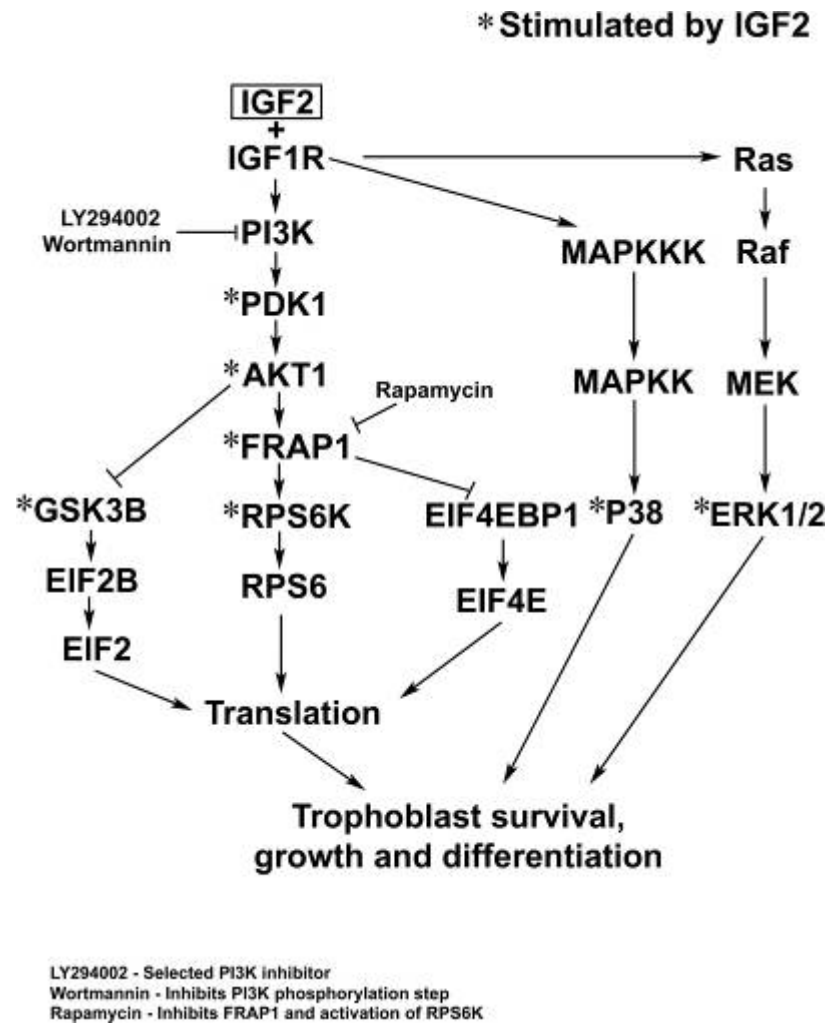 *Stimulated by IGF2
IGF2
+
IGF1R
Ras
LY294002
Wortmannin
PI3K
MAPKKK
Raf
*PDK1
*AKT1
MAPKK
MEK
Rapamycin
*FRAP1
*GSK3B
*RPS6K
EIF4EBP1
*P38
*ERK1/2
EIF2B
RPS6
EIF4E
EIF2
Translation
Trophoblast survival,
growth and differentiation
LY294002 - Selected PI3K inhibitor
Wortmannin - Inhibits PI3K phosphorylation step
Rapamycin - Inhibits FRAP1 and activation of RPS6K